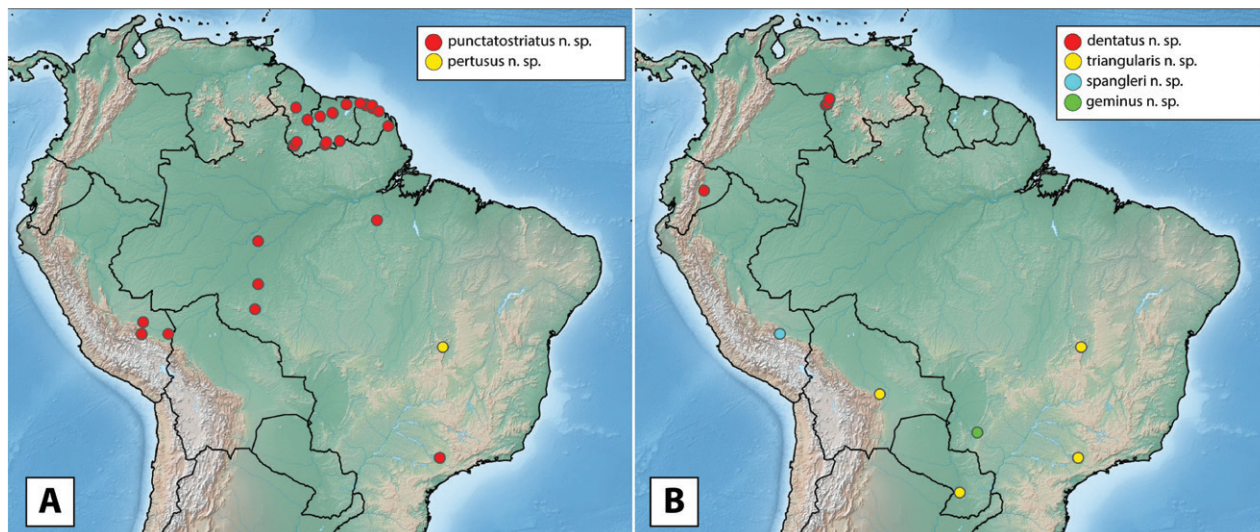 punctatostriatus n. sp.
pertusus n. sp.
A
dentatus n. sp.
triangularis n. sp.
spangleri n. sp.
geminus n. sp.
B